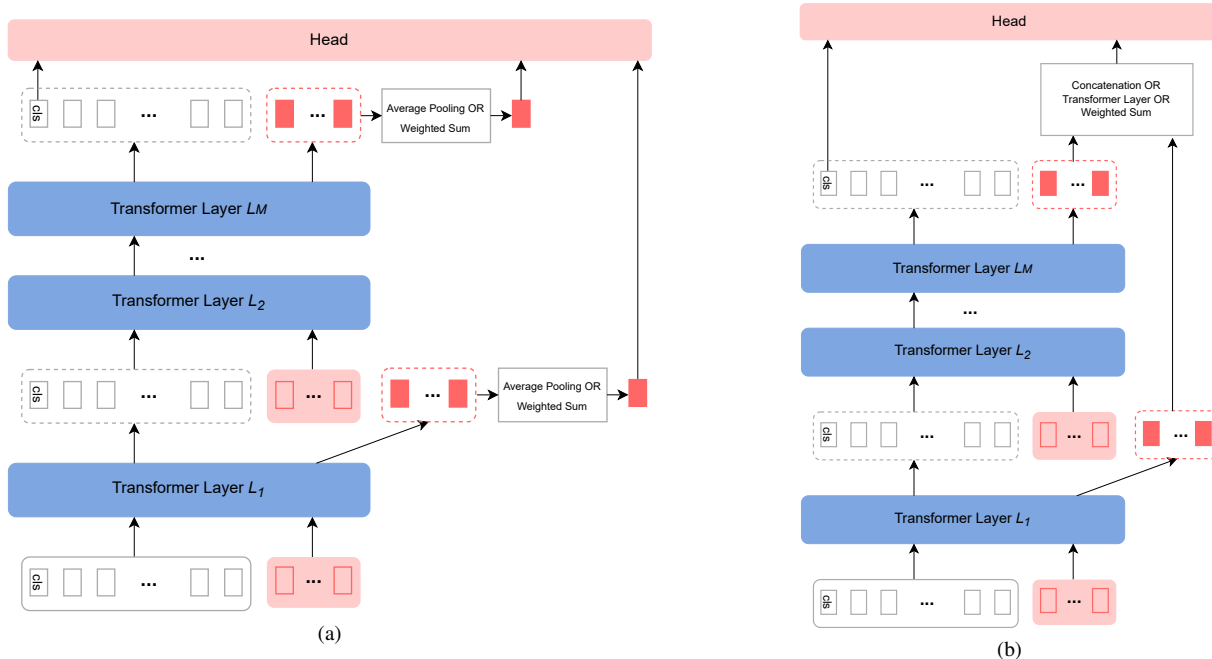 Head
cls
...
...
Average Pooling OR
Weighted Sum
Transformer Layer LM
...
Transformer Layer L2
cls
...
...
...
Average Pooling OR
Weighted Sum
Transformer Layer L1
cls
...
...
(a)
Head
Concatenation OR
Transformer Layer OR
Weighted Sum
cls
...
...
Transformer Layer LM
...
Transformer Layer L2
cls
...
...
...
Transformer Layer L1
cls
...
...
(b)